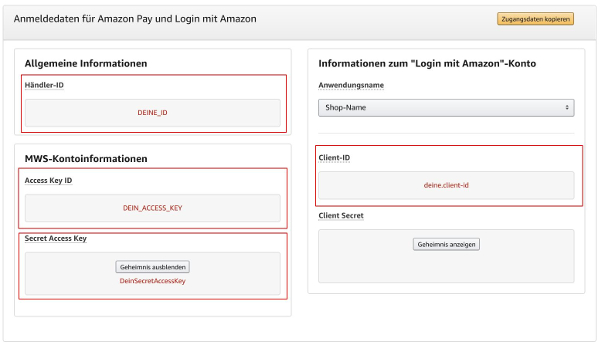 Anmeldedaten für Amazon Pay und Login mit Amazon
Zugangsdaten kopieren
Allgemeine Informationen
Händler-ID
DEINE_ID
MWS-Kontoinformationen
Access Key ID
DEIN_ACCESS_KEY
Secret Access Key
Geheimnis ausblenden
DeinSecretAccessKey
Informationen zum "Login mit Amazon"-Konto
Anwendungsname
Shop-Name
Client-ID
deine.client-id
Client Secret
Geheimnis anzeigen